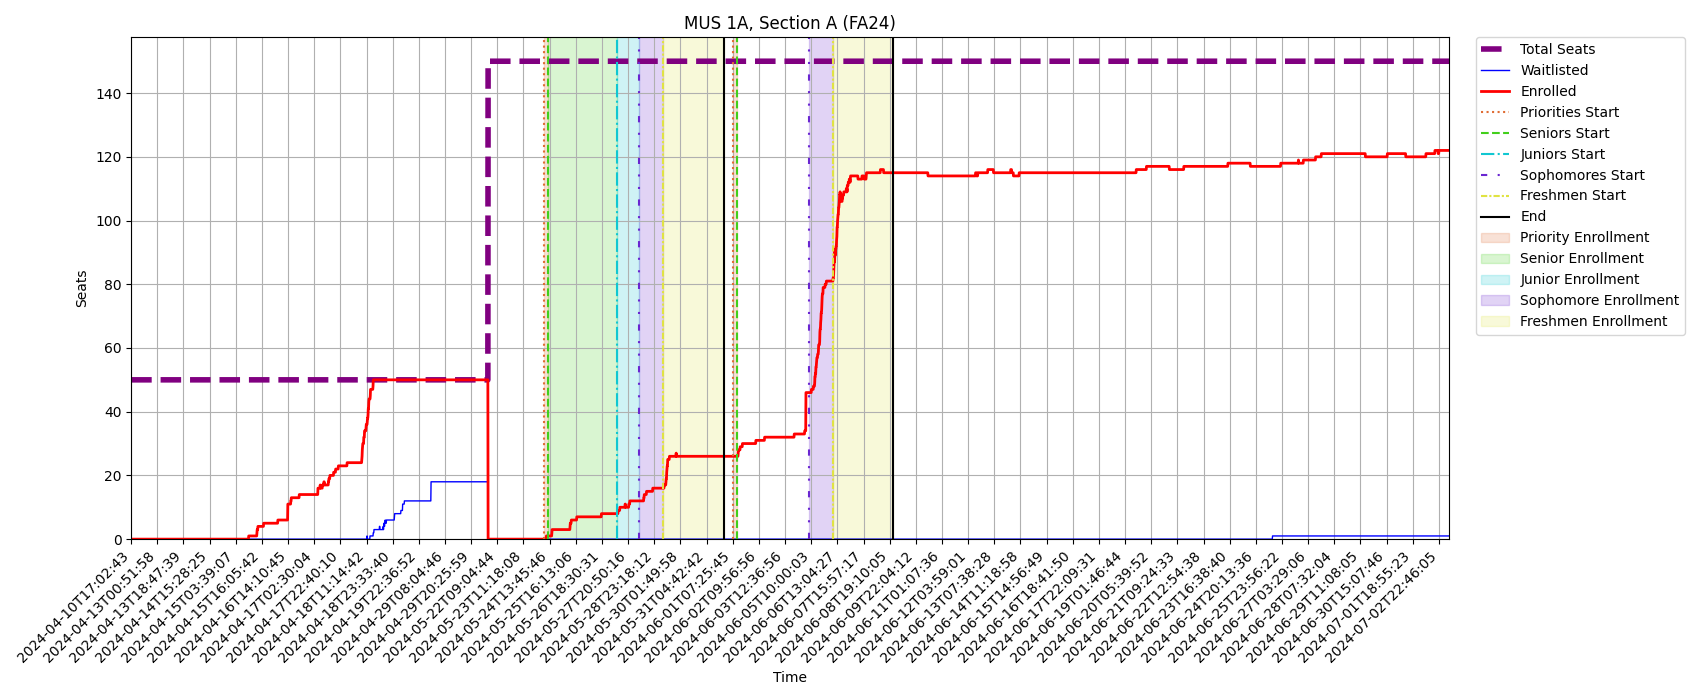 MUS 1A, Section A (FA24)
Total Seats
Waitlisted
Enrolled
Priorities Start
Seniors Start
Juniors Start
Sophomores Start
Freshmen Start
End
Priority Enrollment
Senior Enrollment
Junior Enrollment
Sophomore Enrollment
Freshmen Enrollment
Seats
140
120
100
80
60
40
20
0
2024-04-10T17:02:43
2024-04-13T00:51:58
2024-04-13T18:47:39
2024-04-14T15:28:25
2024-04-15T03:39:07
2024-04-15T16:05:42
2024-04-16T14:10:45
2024-04-17T02:30:04
2024-04-17T22:40:10
2024-04-18T11:14:42
2024-04-18T23:33:40
2024-04-19T22:36:52
2024-04-29T08:04:46
2024-04-29T20:25:59
2024-05-22T09:04:44
2024-05-23T11:18:08
2024-05-24T13:45:46
2024-05-25T16:13:06
2024-05-26T18:30:31
2024-05-27T20:50:16
2024-05-28T23:18:12
2024-05-30T01:49:58
2024-05-31T04:42:42
2024-06-01T07:25:45
2024-06-02T09:56:56
2024-06-03T12:36:56
2024-06-05T10:00:03
2024-06-06T13:04:27
2024-06-07T15:57:17
2024-06-08T19:10:05
2024-06-09T22:04:12
2024-06-11T01:07:36
2024-06-12T03:59:01
2024-06-13T07:38:28
2024-06-14T11:18:58
2024-06-15T14:56:49
2024-06-16T18:41:50
2024-06-17T22:09:31
2024-06-19T01:46:44
2024-06-20T05:39:52
2024-06-21T09:24:33
2024-06-22T12:54:38
2024-06-23T16:38:40
2024-06-24T20:13:36
2024-06-25T23:56:22
2024-06-27T03:29:06
2024-06-28T07:32:04
2024-06-29T11:08:05
2024-06-30T15:07:46
2024-07-01T18:55:23
2024-07-02T22:46:05
Time